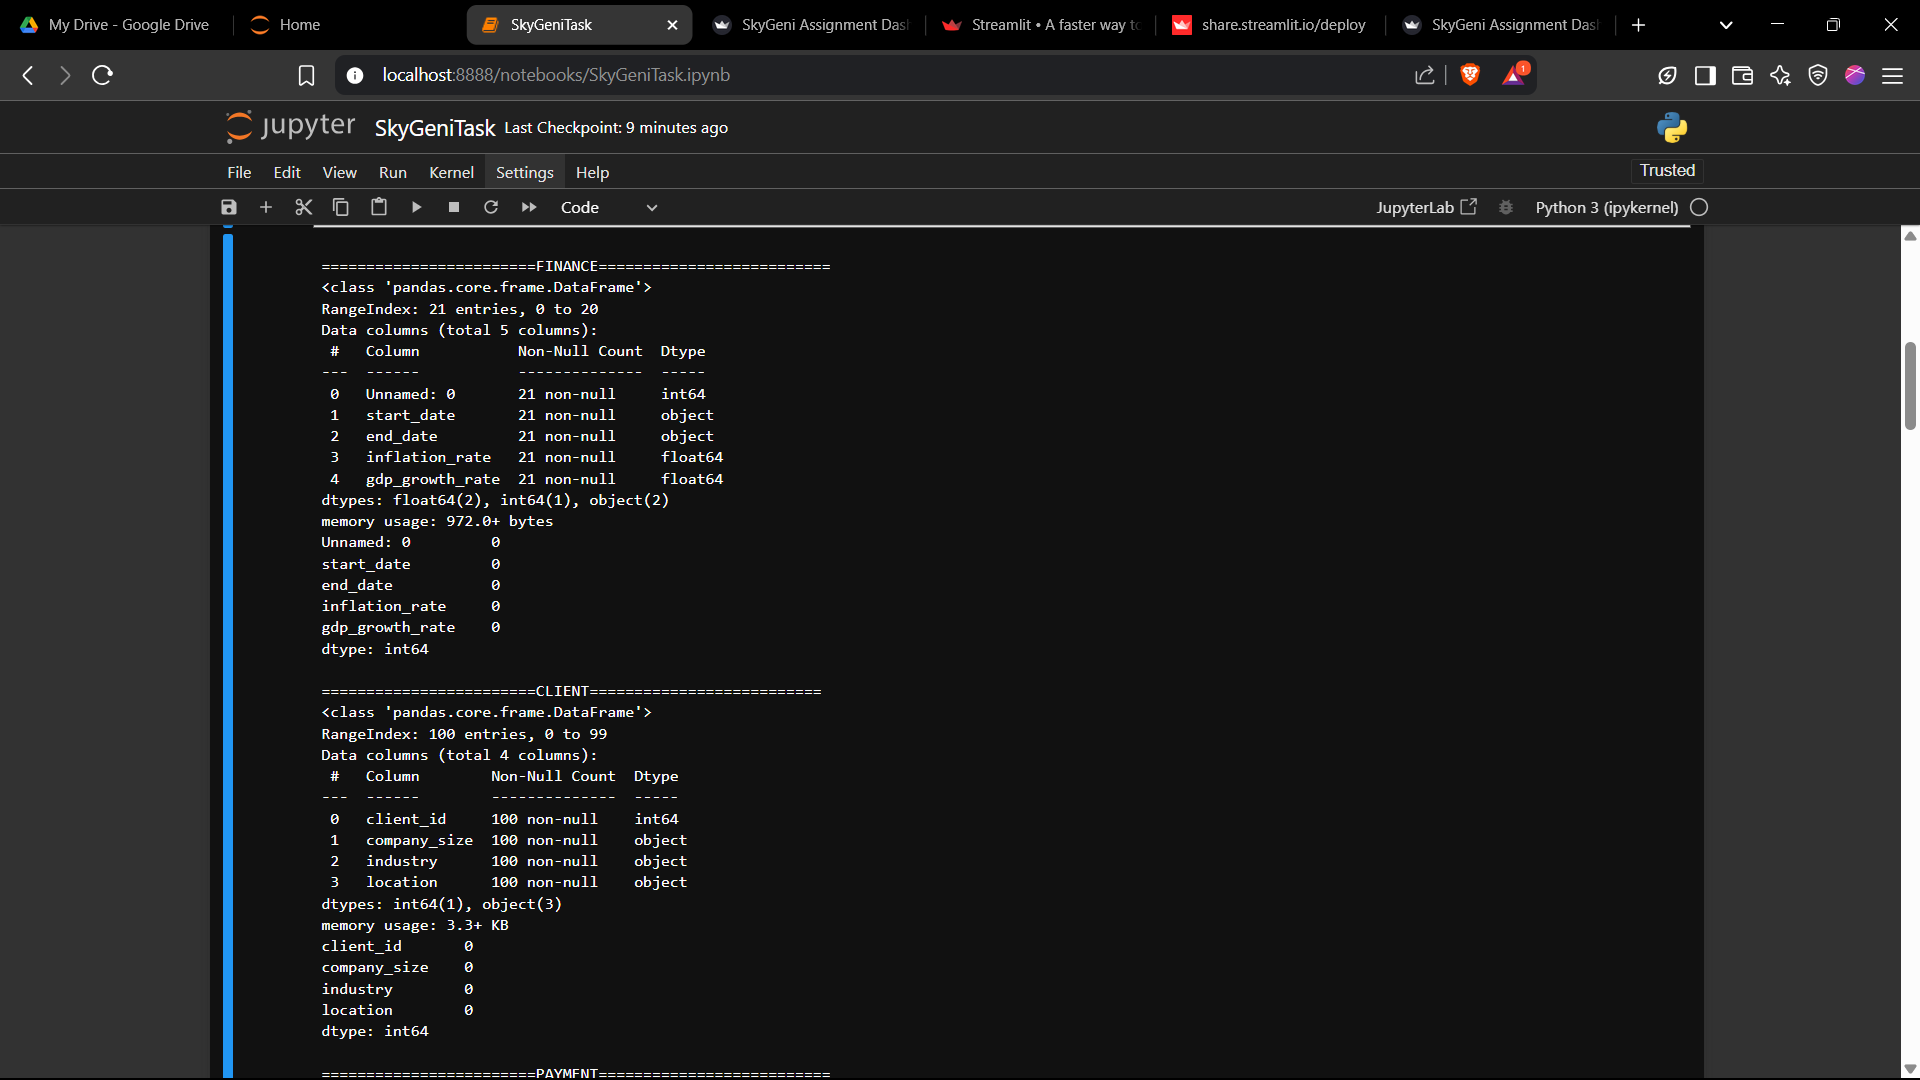 My Drive - Google Drive
Home
SkyGeniTask
SkyGeni Assignment Das
Streamlit • A faster way to
share.streamlit.io/deploy
SkyGeni Assignment Das
localhost:8888/notebooks/SkyGeniTask.ipynb
1
jupyter SkyGeniTask Last Checkpoint: 9 minutes ago
File Edit View Run Kernel Settings Help
Trusted
Code
JupyterLab
Python 3 (ipykernel)
========================FINANCE==========================
<class 'pandas.core.frame.DataFrame'>
RangeIndex: 21 entries, 0 to 20
Data columns (total 5 columns):
 #   Column           Non-Null Count  Dtype
---  ------           --------------  -----
 0   Unnamed: 0       21 non-null     int64
 1   start_date       21 non-null     object
 2   end_date         21 non-null     object
 3   inflation_rate   21 non-null     float64
 4   gdp_growth_rate  21 non-null     float64
dtypes: float64(2), int64(1), object(2)
memory usage: 972.0+ bytes
Unnamed: 0         0
start_date         0
end_date           0
inflation_rate     0
gdp_growth_rate    0
dtype: int64
========================CLIENT==========================
<class 'pandas.core.frame.DataFrame'>
RangeIndex: 100 entries, 0 to 99
Data columns (total 4 columns):
 #   Column        Non-Null Count  Dtype
---  ------        --------------  -----
 0   client_id     100 non-null    int64
 1   company_size  100 non-null    object
 2   industry      100 non-null    object
 3   location      100 non-null    object
dtypes: int64(1), object(3)
memory usage: 3.3+ KB
client_id       0
company_size    0
industry        0
location        0
dtype: int64
========================PAYMENT==========================